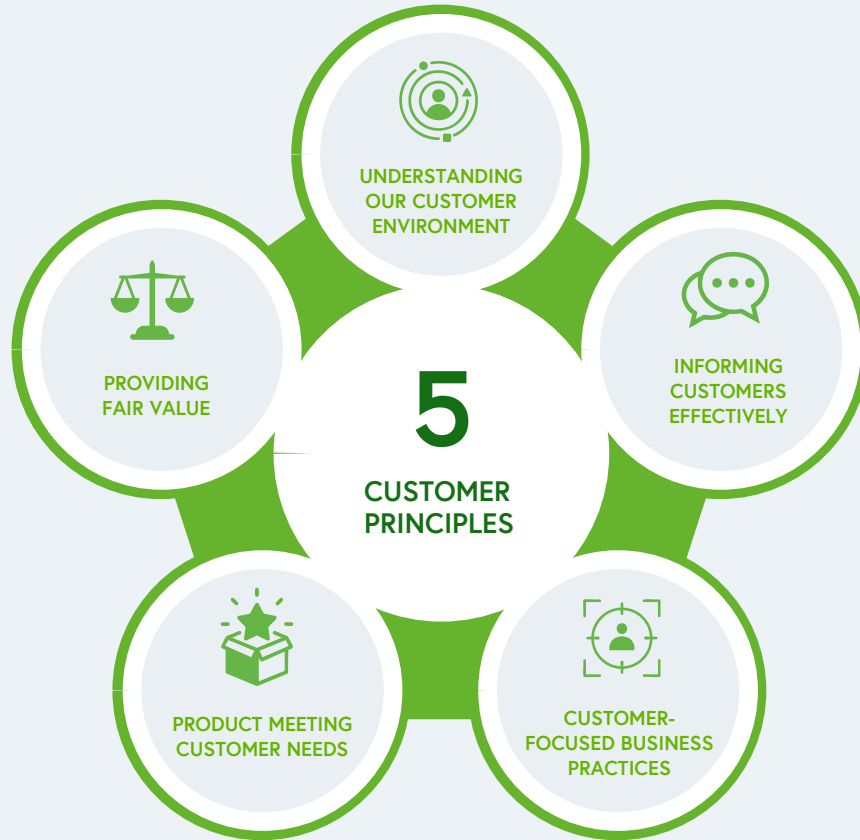 UNDERSTANDING
OUR CUSTOMER
ENVIRONMENT
INFORMING
CUSTOMERS
EFFECTIVELY
CUSTOMER-
FOCUSED BUSINESS
PRACTICES
PRODUCT MEETING
CUSTOMER NEEDS
PROVIDING
FAIR VALUE
5
CUSTOMER
PRINCIPLES